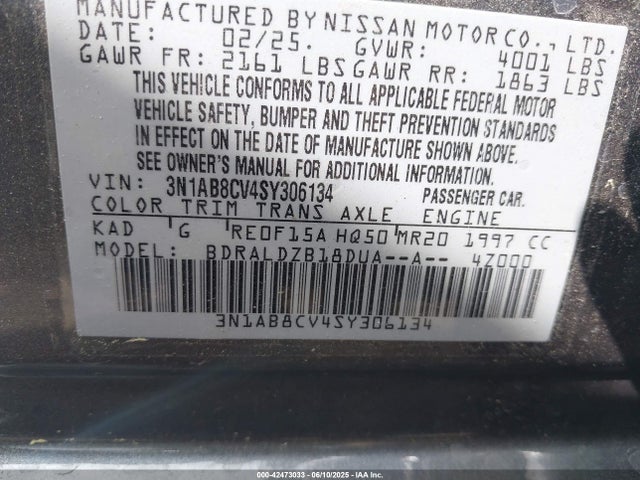 MANUFACTURED BY NISSAN MOTOR CO., LTD.
DATE: 02/25. GVWR: 4001 LBS
GAWR FR: 2161 LBS GAWR RR: 1863 LBS
THIS VEHICLE CONFORMS TO ALL APPLICABLE FEDERAL MOTOR
VEHICLE SAFETY, BUMPER AND THEFT PREVENTION STANDARDS
IN EFFECT ON THE DATE OF MANUFACTURE SHOWN ABOVE.
SEE OWNER'S MANUAL FOR ADDITIONAL INFORMATION.
VIN: 3N1AB8CV4SY306134 PASSENGER CAR.
COLOR TRIM TRANS AXLE ENGINE
KAD G RE0F15A HQ50 MR20 1997 CC
MODEL: BDRALDZB18DUA--A-- 4Z000
3N1AB8CV4SY306134
00-42473033 — 06/10/2025 — IAA Inc.